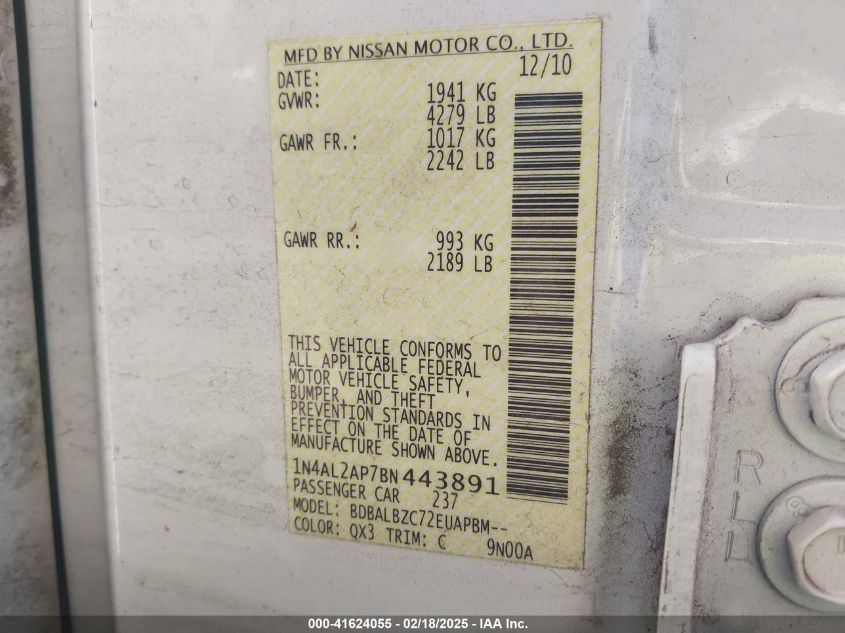 MFD BY NISSAN MOTOR CO., LTD.
DATE: 12/10
GVWR: 1941 KG
4279 LB
GAWR FR.: 1017 KG
2242 LB
GAWR RR.: 993 KG
2189 LB
THIS VEHICLE CONFORMS TO
ALL APPLICABLE FEDERAL
MOTOR VEHICLE SAFETY,
BUMPER, AND THEFT
PREVENTION STANDARDS IN
EFFECT ON THE DATE OF
MANUFACTURE SHOWN ABOVE.
1N4AL2AP7BN443891
PASSENGER CAR 237
MODEL: BDBALBZC72EUAPBM--
COLOR: QX3 TRIM: C 9N00A
R
L
L
000-41624055 - 02/18/2025 - IAA Inc.